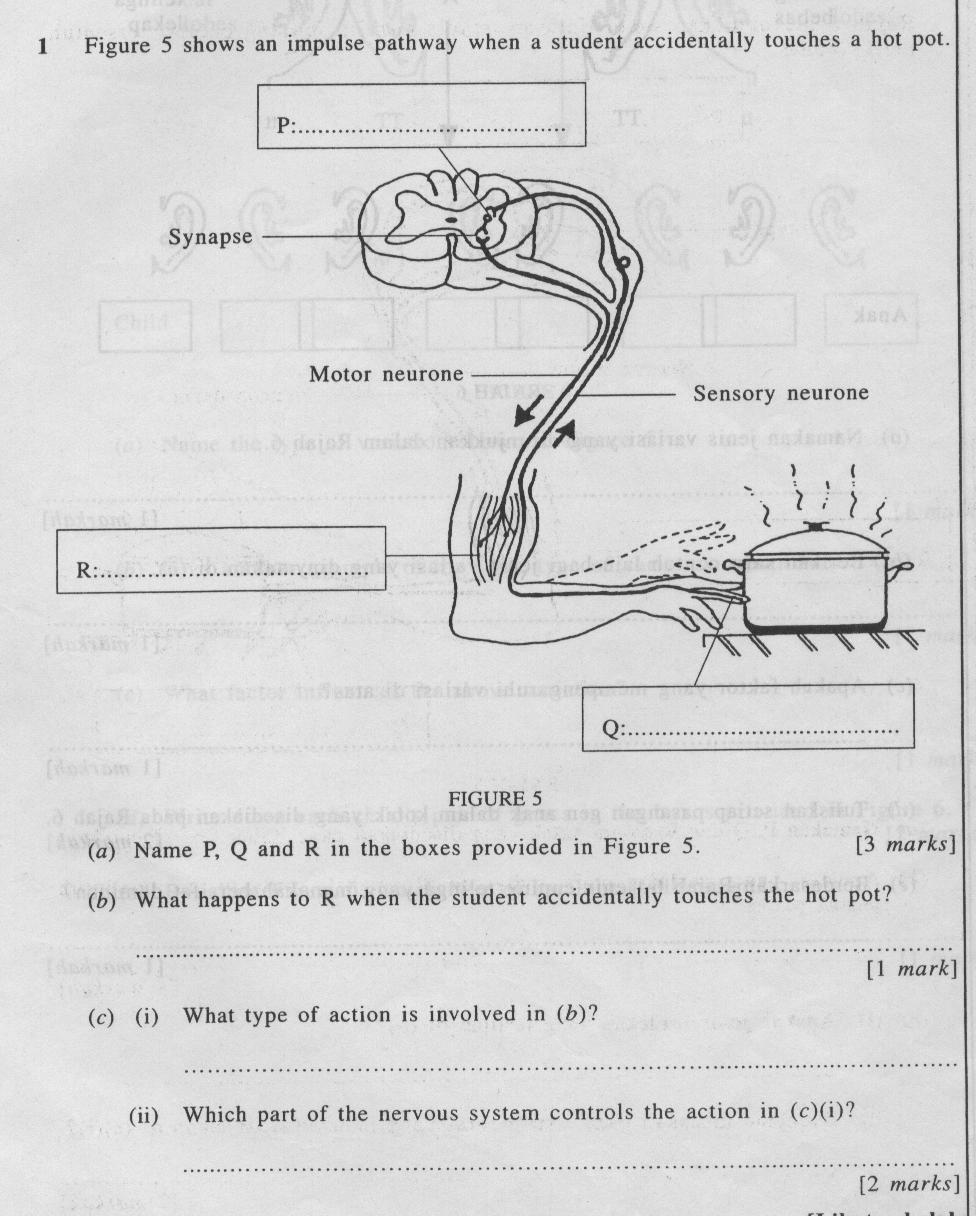 1 Figure 5 shows an impulse pathway when a student accidentally touches a hot pot.
P:..........................................
Synapse
Motor neurone
Sensory neurone
R:..........................................
Q:..........................................
FIGURE 5
(a) Name P, Q and R in the boxes provided in Figure 5. [3 marks]
(b) What happens to R when the student accidentally touches the hot pot?
[1 mark]
(c) (i) What type of action is involved in (b)?
(ii) Which part of the nervous system controls the action in (c)(i)?
[2 marks]